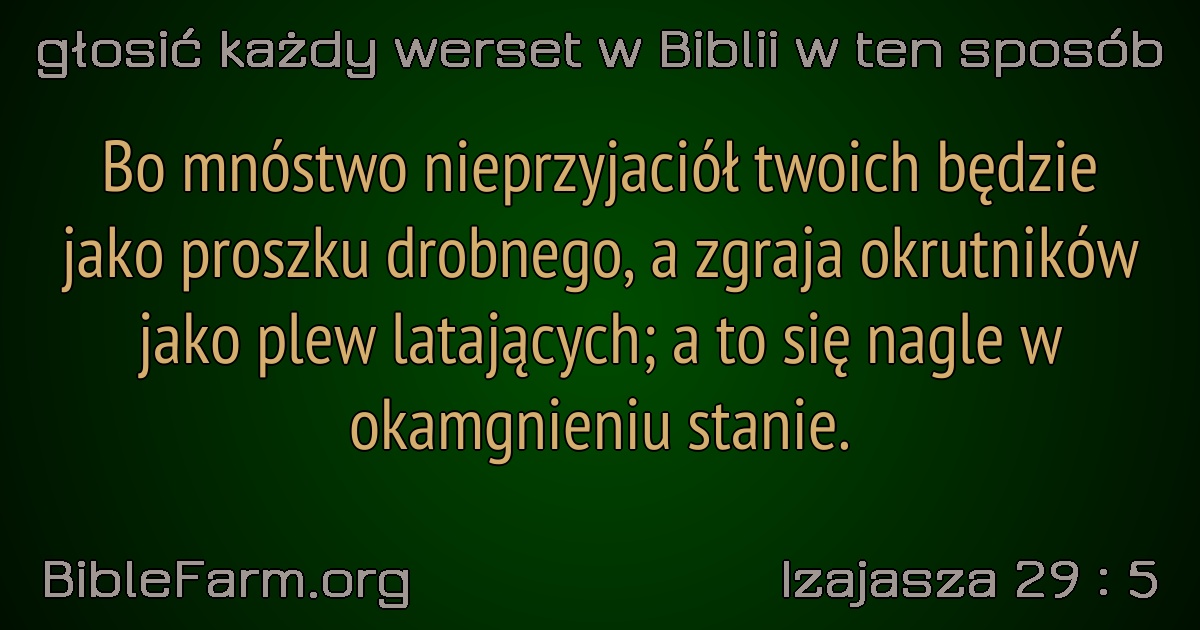 głosić każdy werset w Biblii w ten sposób
Bo mnóstwo nieprzyjaciół twoich będzie
jako proszku drobnego, a zgraja okrutników
jako plew latających; a to się nagle w
okamgnieniu stanie.
BibleFarm.org
Izajasza 29 : 5